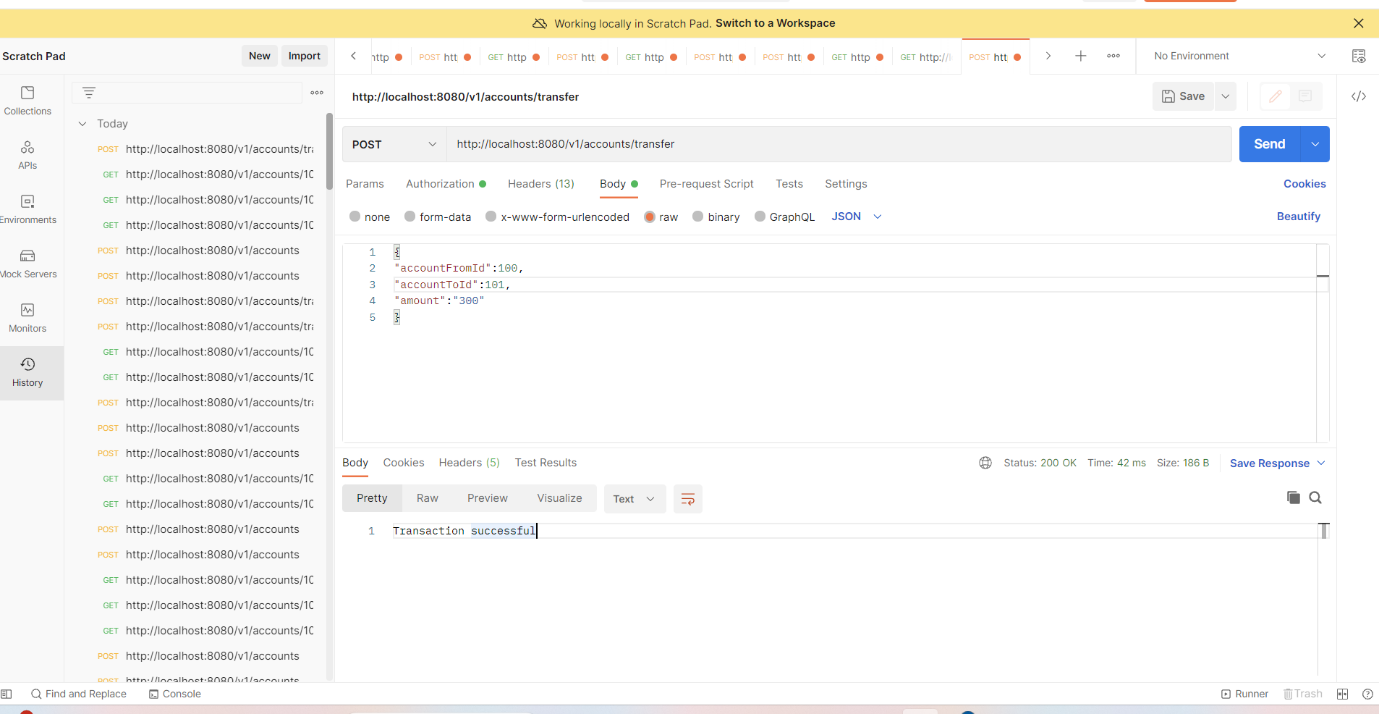 Working locally in Scratch Pad. Switch to a Workspace
Scratch Pad
New
Import
http
POST htt
GET http
POST htt
GET http
POST htt
POST htt
GET http
GET http://l
POST htt
No Environment
Collections
APIs
Environments
Mock Servers
Monitors
History
Today
POST http://localhost:8080/v1/accounts/tra
GET http://localhost:8080/v1/accounts/10
GET http://localhost:8080/v1/accounts/10
GET http://localhost:8080/v1/accounts/10
POST http://localhost:8080/v1/accounts
POST http://localhost:8080/v1/accounts
POST http://localhost:8080/v1/accounts/tra
POST http://localhost:8080/v1/accounts/tra
GET http://localhost:8080/v1/accounts/10
GET http://localhost:8080/v1/accounts/10
POST http://localhost:8080/v1/accounts/tra
POST http://localhost:8080/v1/accounts
POST http://localhost:8080/v1/accounts
GET http://localhost:8080/v1/accounts/10
GET http://localhost:8080/v1/accounts/10
POST http://localhost:8080/v1/accounts
POST http://localhost:8080/v1/accounts
GET http://localhost:8080/v1/accounts/10
GET http://localhost:8080/v1/accounts/10
GET http://localhost:8080/v1/accounts/10
POST http://localhost:8080/v1/accounts
POST http://localhost:8080/v1/accounts
http://localhost:8080/v1/accounts/transfer
Save
POST
http://localhost:8080/v1/accounts/transfer
Send
Params
Authorization
Headers (13)
Body
Pre-request Script
Tests
Settings
Cookies
none
form-data
x-www-form-urlencoded
raw
binary
GraphQL
JSON
Beautify
1 {
2 "accountFromId":100,
3 "accountToId":101,
4 "amount":"300"
5 }
Body
Cookies
Headers (5)
Test Results
Status: 200 OK
Time: 42 ms
Size: 186 B
Save Response
Pretty
Raw
Preview
Visualize
Text
1 Transaction successful
Find and Replace
Console
Runner
Trash